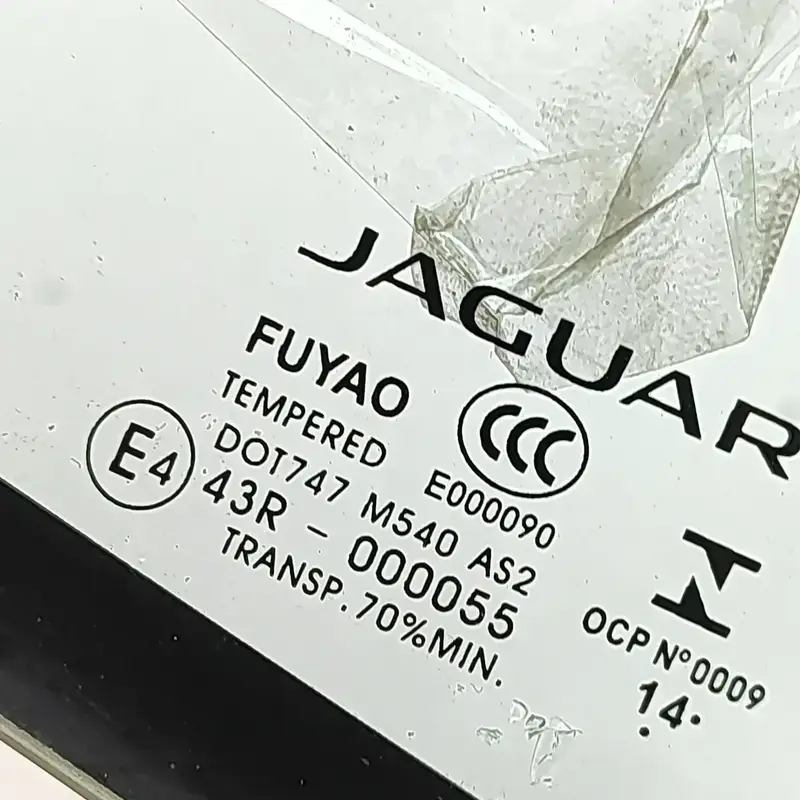 JAGUAR
FUYAO
TEMPERED
CCC
E000090
DOT747 M540 AS2
E4
43R - 000055
TRANSP. 70%MIN.
OCP N°0009
14